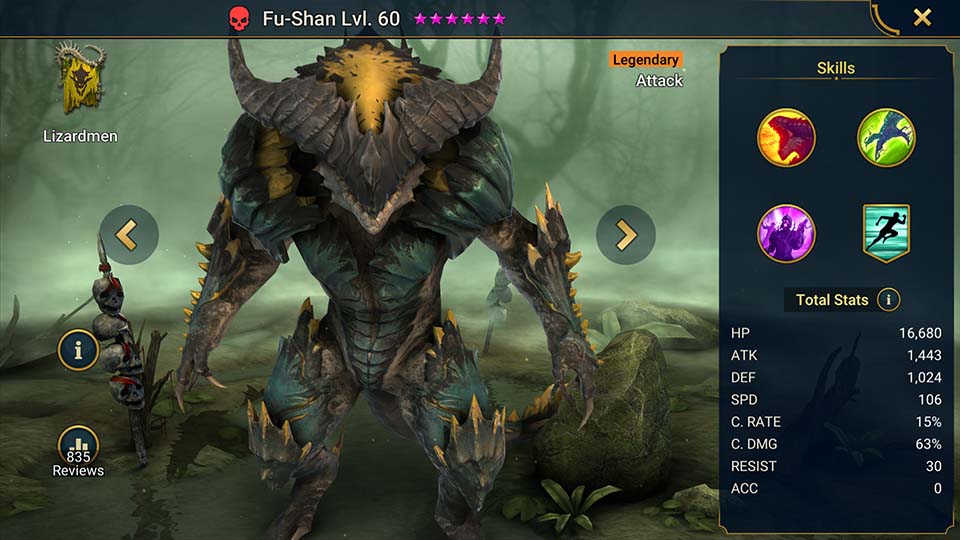 Fu-Shan Lvl. 60
Lizardmen
Legendary
Attack
i
835
Reviews
Skills
Total Stats i
HP 16,680
ATK 1,443
DEF 1,024
SPD 106
C. RATE 15%
C. DMG 63%
RESIST 30
ACC 0